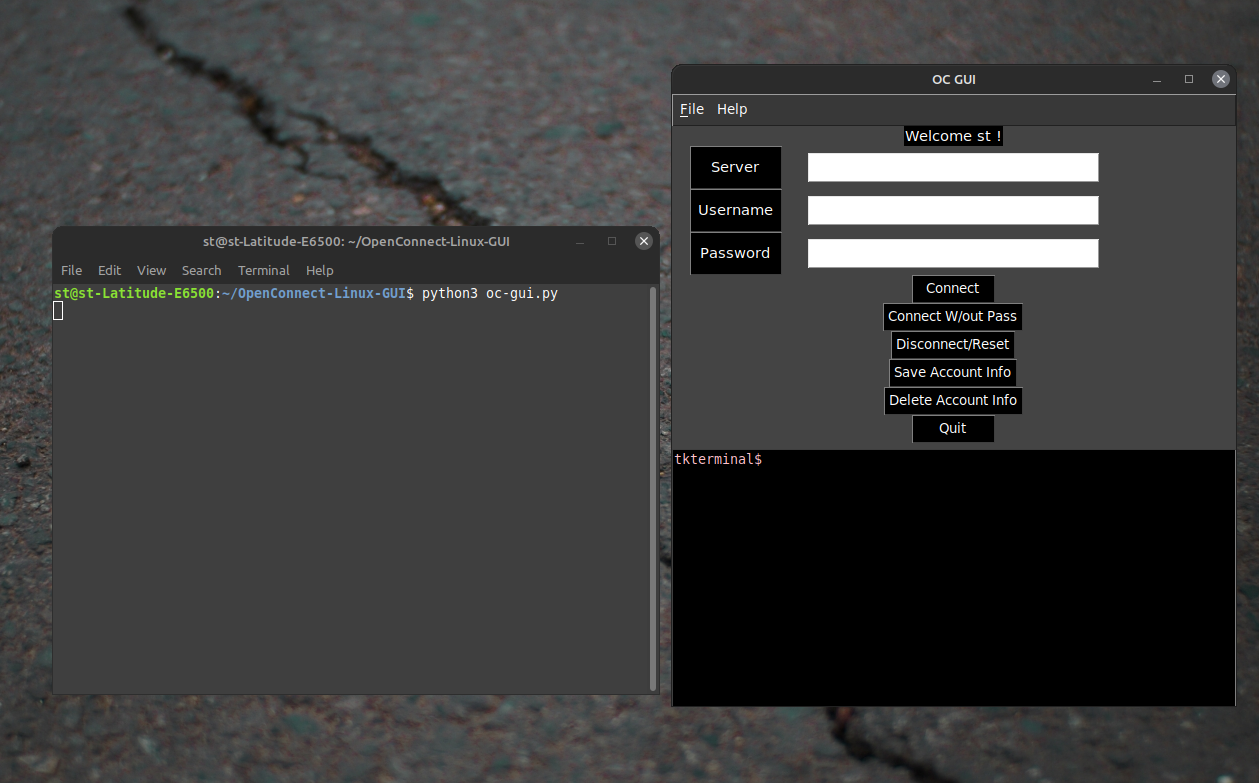 st@st-Latitude-E6500: ~/OpenConnect-Linux-GUI
File Edit View Search Terminal Help
st@st-Latitude-E6500:~/OpenConnect-Linux-GUI$ python3 oc-gui.py
OC GUI
File Help
Welcome st !
Server
Username
Password
Connect
Connect W/out Pass
Disconnect/Reset
Save Account Info
Delete Account Info
Quit
tkterminal$